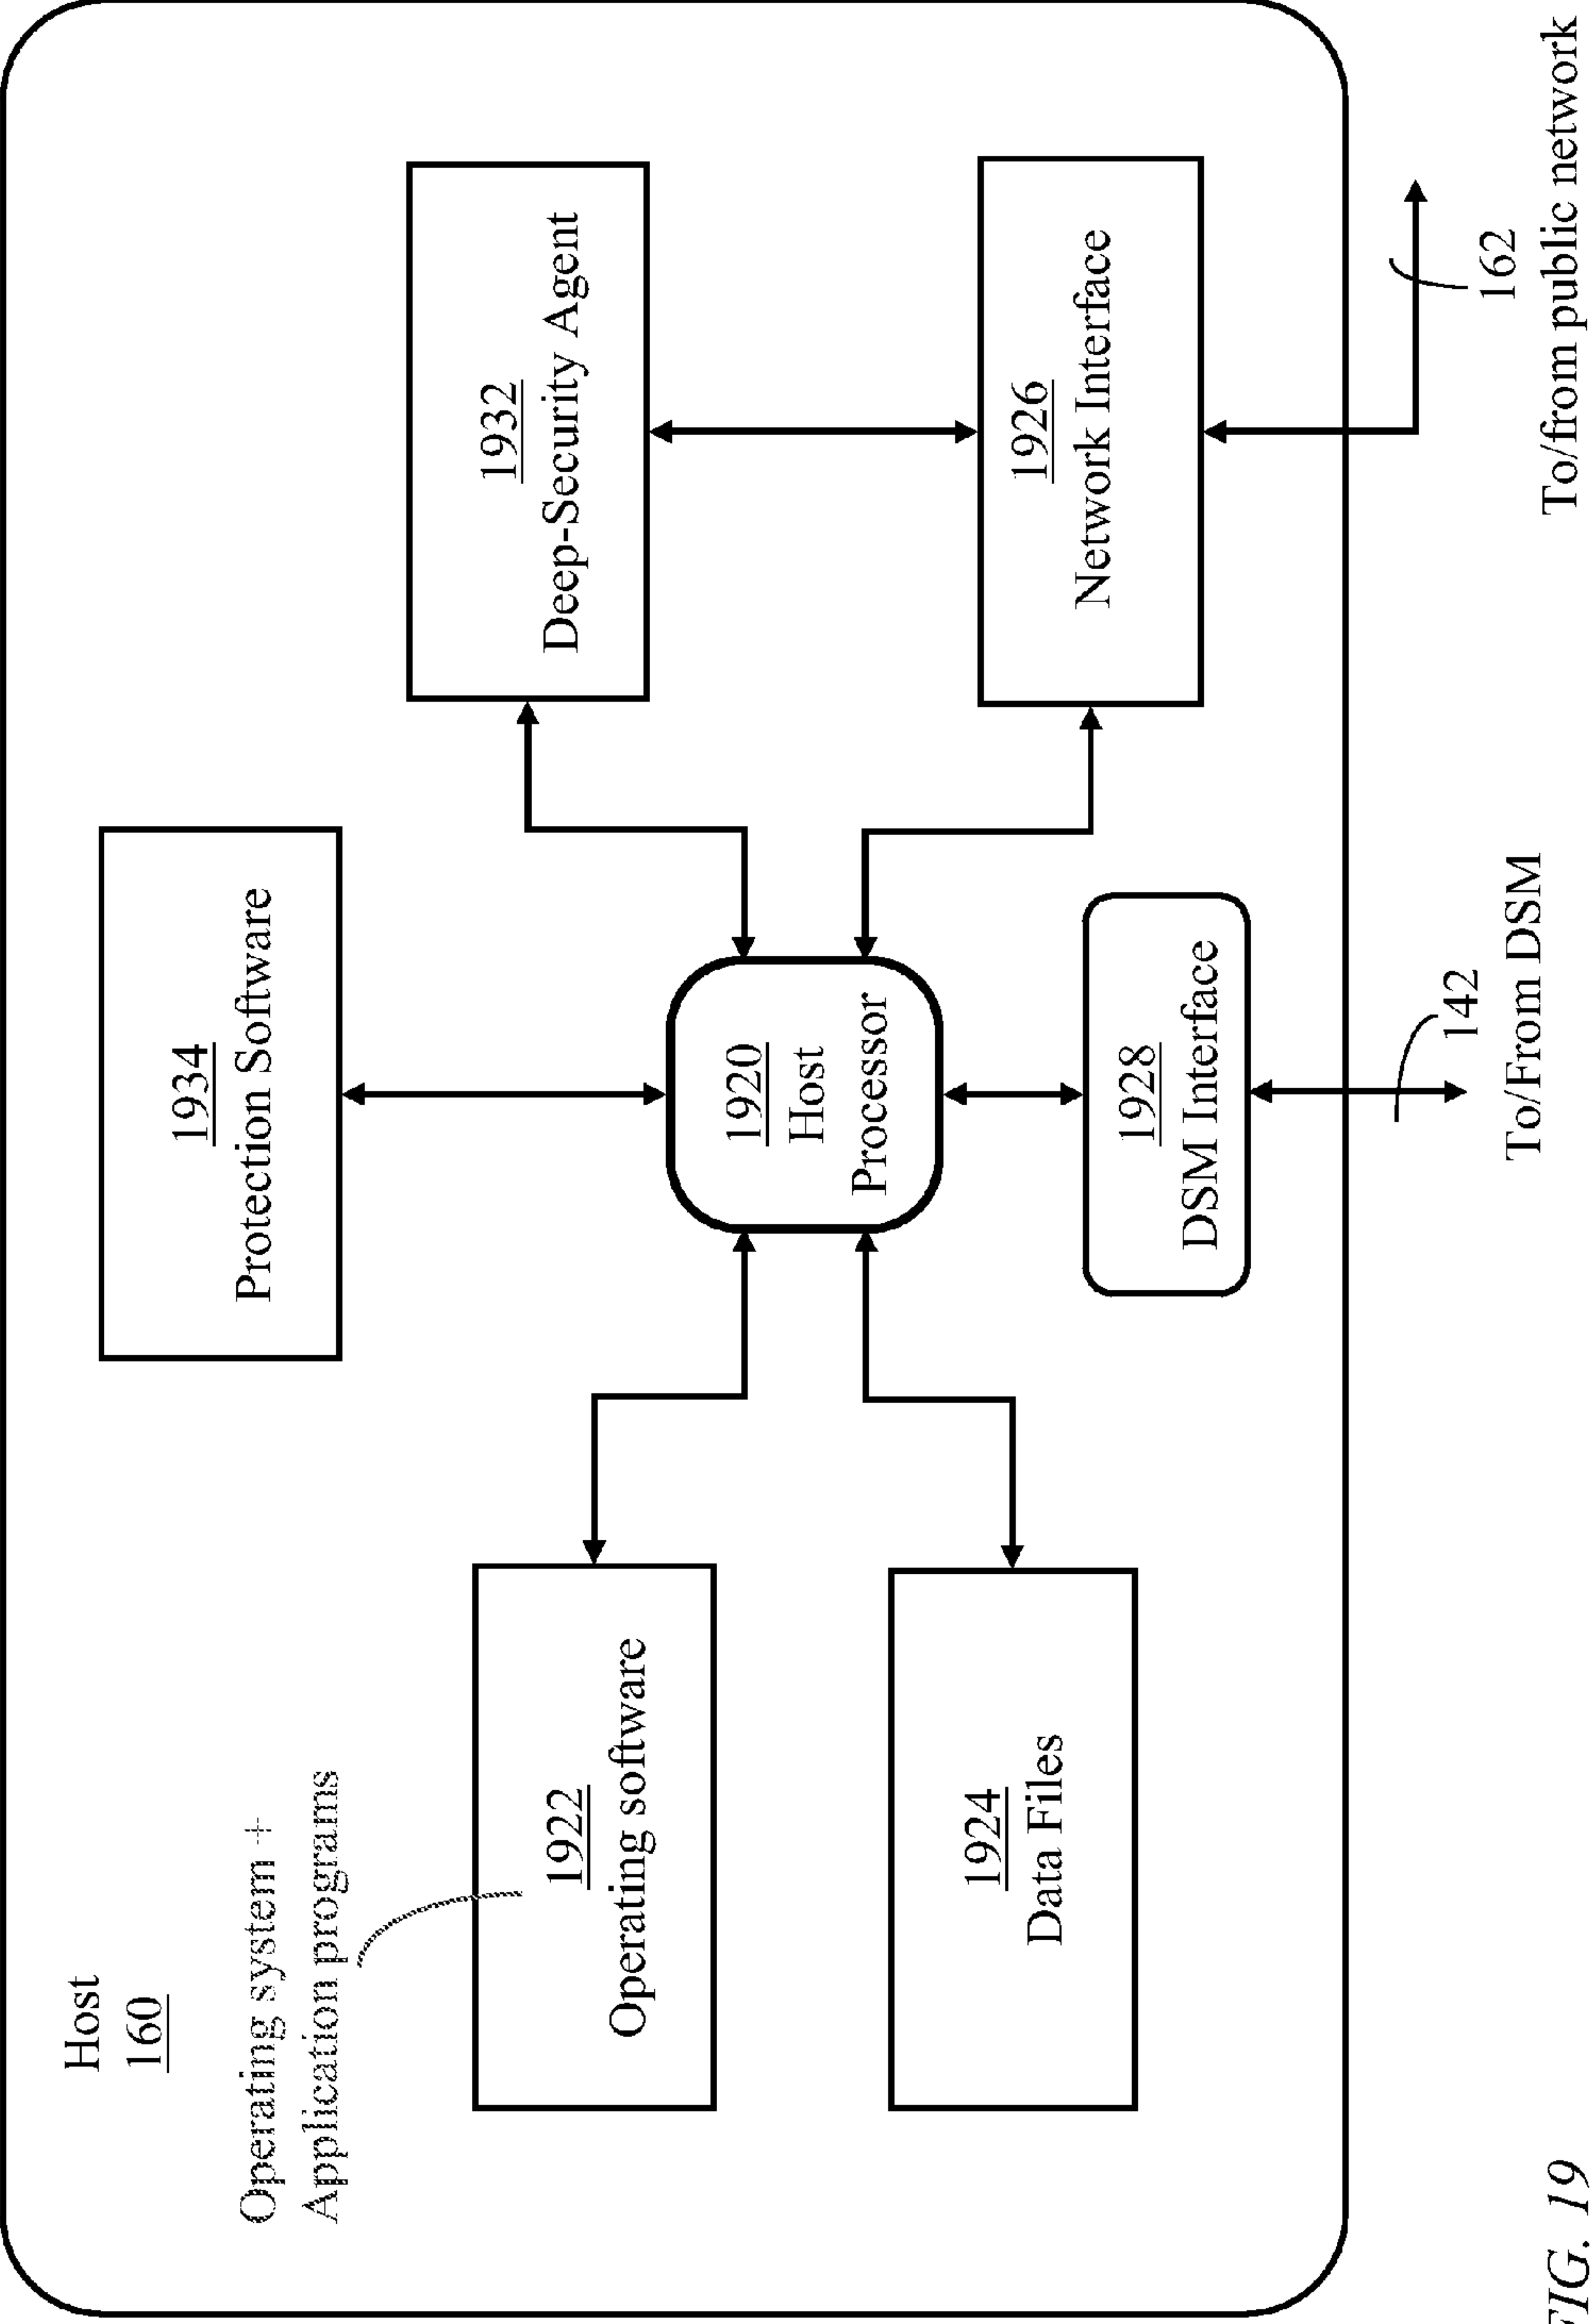 Host
160
Operating system +
Application programs
1934
Protection Software
1922
Operating software
1932
Deep-Security Agent
1920
Host
Processor
1924
Data Files
1926
Network Interface
1928
DSM Interface
142
162
To/From DSM
To/from public network
FIG. 19